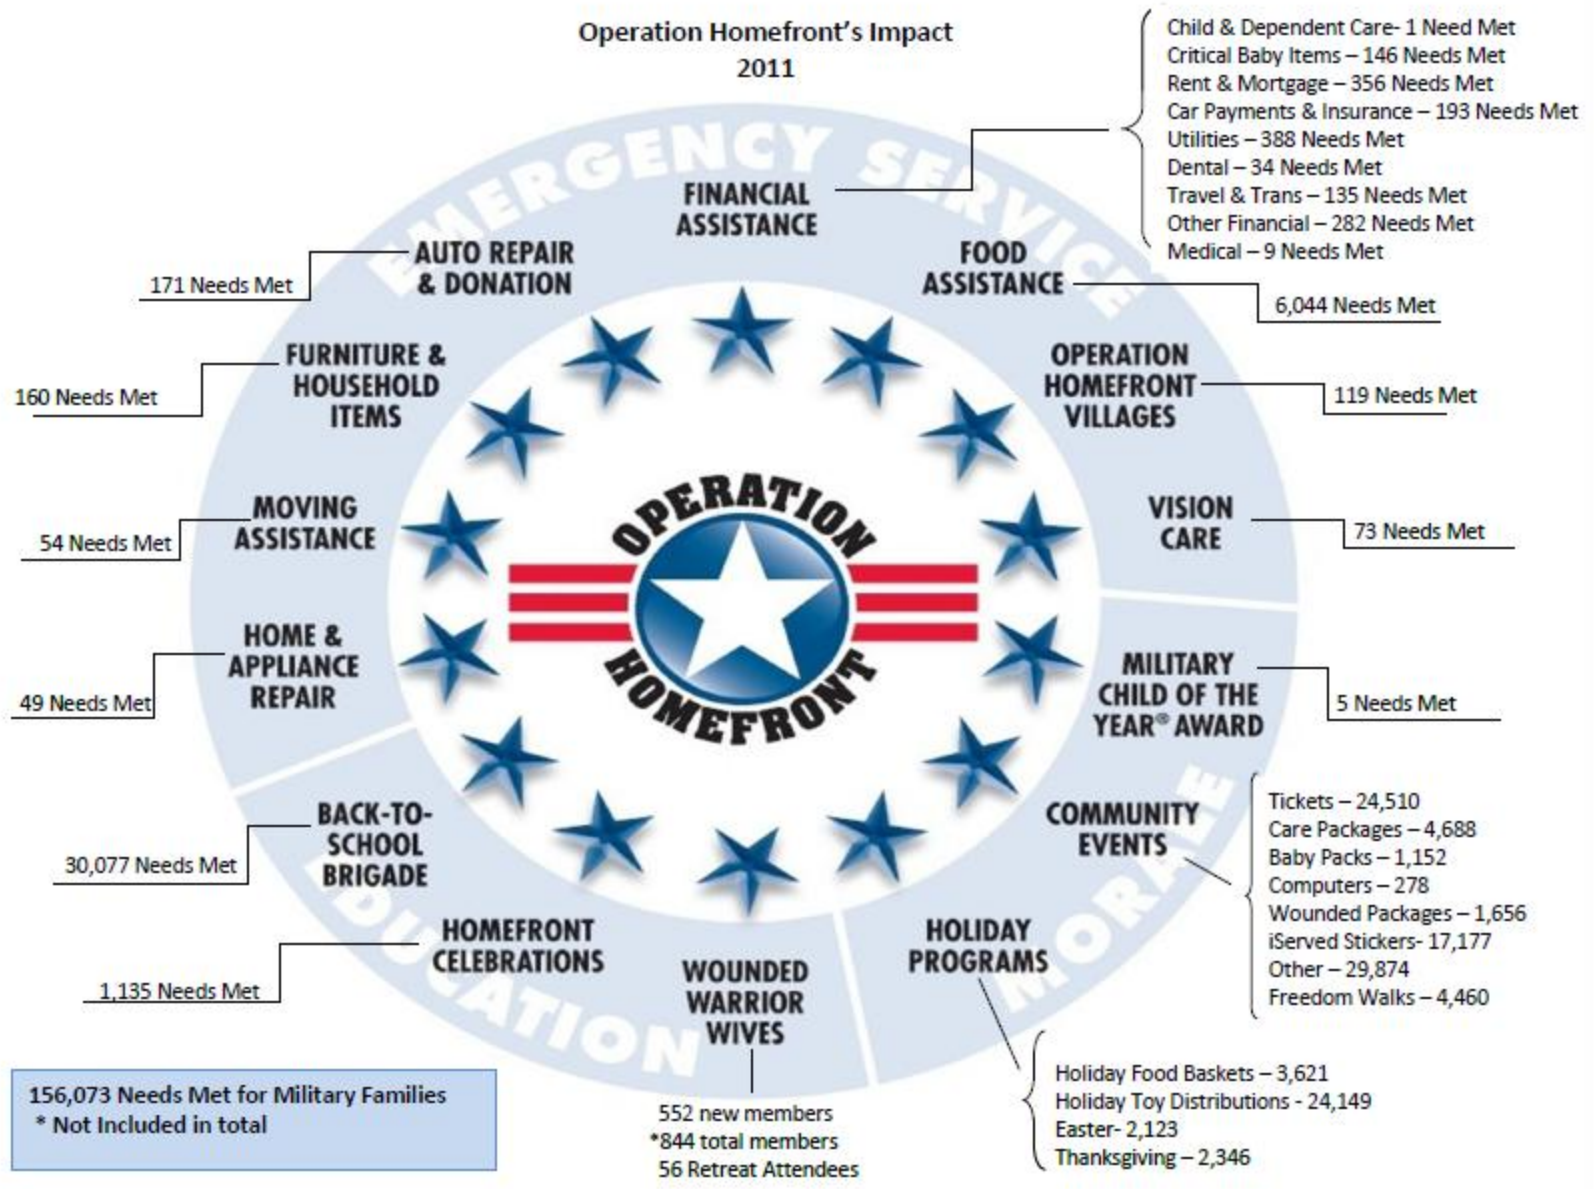 Operation Homefront's Impact
2011
Child & Dependent Care- 1 Need Met
Critical Baby Items – 146 Needs Met
Rent & Mortgage – 356 Needs Met
Car Payments & Insurance – 193 Needs Met
Utilities – 388 Needs Met
Dental – 34 Needs Met
Travel & Trans – 135 Needs Met
Other Financial – 282 Needs Met
Medical – 9 Needs Met
EMERGENCY SERVICE
FINANCIAL
ASSISTANCE
AUTO REPAIR
& DONATION
171 Needs Met
FOOD
ASSISTANCE
6,044 Needs Met
FURNITURE &
HOUSEHOLD
ITEMS
160 Needs Met
OPERATION
HOMEFRONT
VILLAGES
119 Needs Met
MOVING
ASSISTANCE
54 Needs Met
VISION
CARE
73 Needs Met
OPERATION
HOMEFRONT
HOME &
APPLIANCE
REPAIR
49 Needs Met
MILITARY
CHILD OF THE
YEAR® AWARD
5 Needs Met
BACK-TO-
SCHOOL
BRIGADE
30,077 Needs Met
COMMUNITY
EVENTS
Tickets – 24,510
Care Packages – 4,688
Baby Packs – 1,152
Computers – 278
Wounded Packages – 1,656
iServed Stickers- 17,177
Other – 29,874
Freedom Walks – 4,460
MORALE
EDUCATION
HOMEFRONT
CELEBRATIONS
1,135 Needs Met
WOUNDED
WARRIOR
WIVES
552 new members
*844 total members
56 Retreat Attendees
HOLIDAY
PROGRAMS
Holiday Food Baskets – 3,621
Holiday Toy Distributions - 24,149
Easter- 2,123
Thanksgiving – 2,346
156,073 Needs Met for Military Families
* Not Included in total